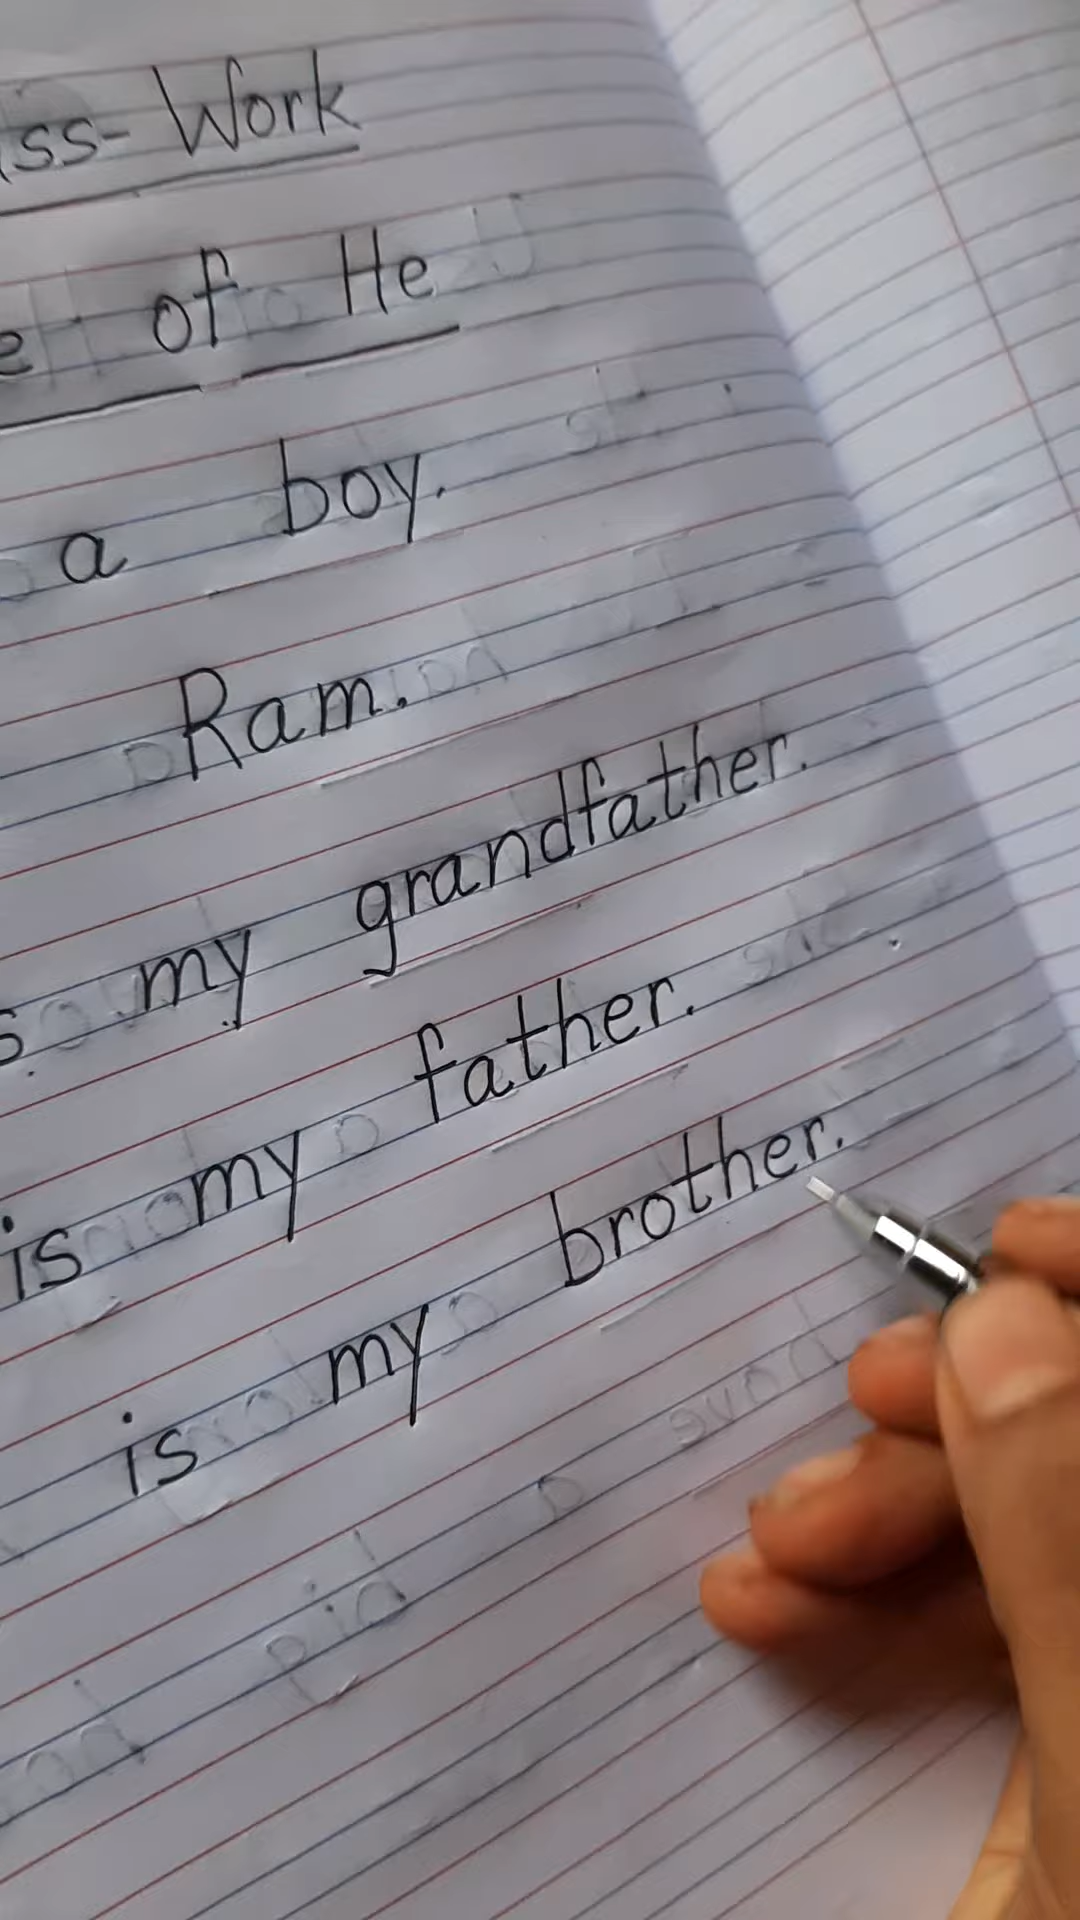 ss- Work
e of He
a boy.
Ram.
s my grandfather.
is my father.
is my brother.